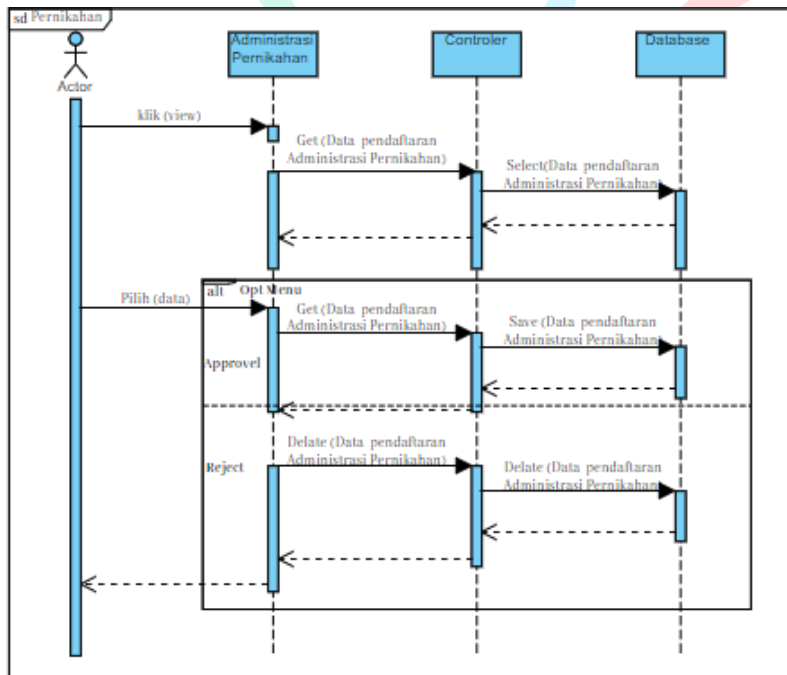 sd Pernikahan
Administrasi
Pernikahan
Controler
Database
Actor
klik (view)
Get (Data pendaftaran
Administrasi Pernikahan)
Select(Data pendaftaran
Administrasi Pernikahan)
alt Opt Menu
Pilih (data)
Get (Data pendaftaran
Administrasi Pernikahan)
Save (Data pendaftaran
Administrasi Pernikahan)
Approvel
Delate (Data pendaftaran
Administrasi Pernikahan)
Reject
Delate (Data pendaftaran
Administrasi Pernikahan)